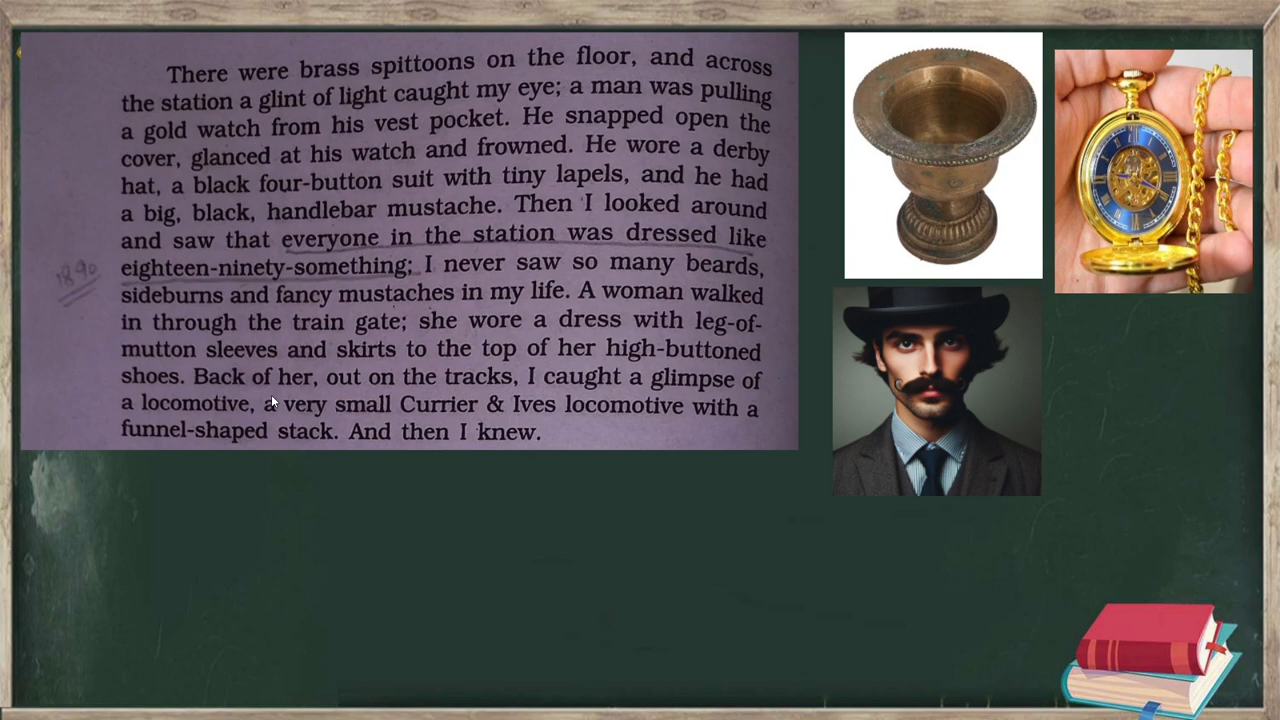 There were brass spittoons on the floor, and across
the station a glint of light caught my eye; a man was pulling
a gold watch from his vest pocket. He snapped open the
cover, glanced at his watch and frowned. He wore a derby
hat, a black four-button suit with tiny lapels, and he had
a big, black, handlebar mustache. Then I looked around
and saw that everyone in the station was dressed like
1890
eighteen-ninety-something; I never saw so many beards,
sideburns and fancy mustaches in my life. A woman walked
in through the train gate; she wore a dress with leg-of-
mutton sleeves and skirts to the top of her high-buttoned
shoes. Back of her, out on the tracks, I caught a glimpse of
a locomotive, a very small Currier & Ives locomotive with a
funnel-shaped stack. And then I knew.